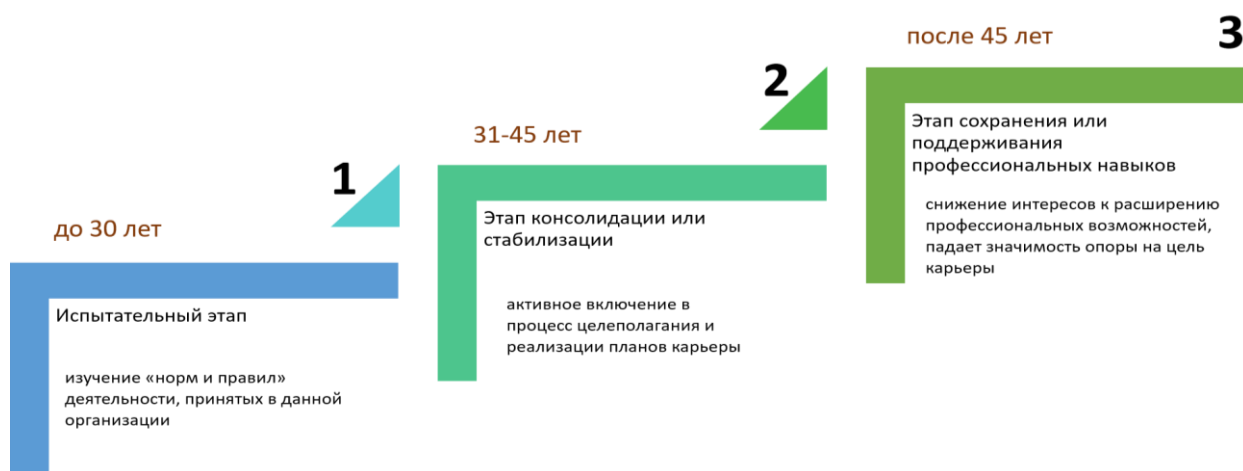 до 30 лет
1
Испытательный этап
изучение «норм и правил»
деятельности, принятых в данной
организации
31-45 лет
2
Этап консолидации или
стабилизации
активное включение в
процесс целеполагания и
реализации планов карьеры
после 45 лет
3
Этап сохранения или
поддерживания
профессиональных навыков
снижение интересов к расширению
профессиональных возможностей,
падает значимость опоры на цель
карьеры